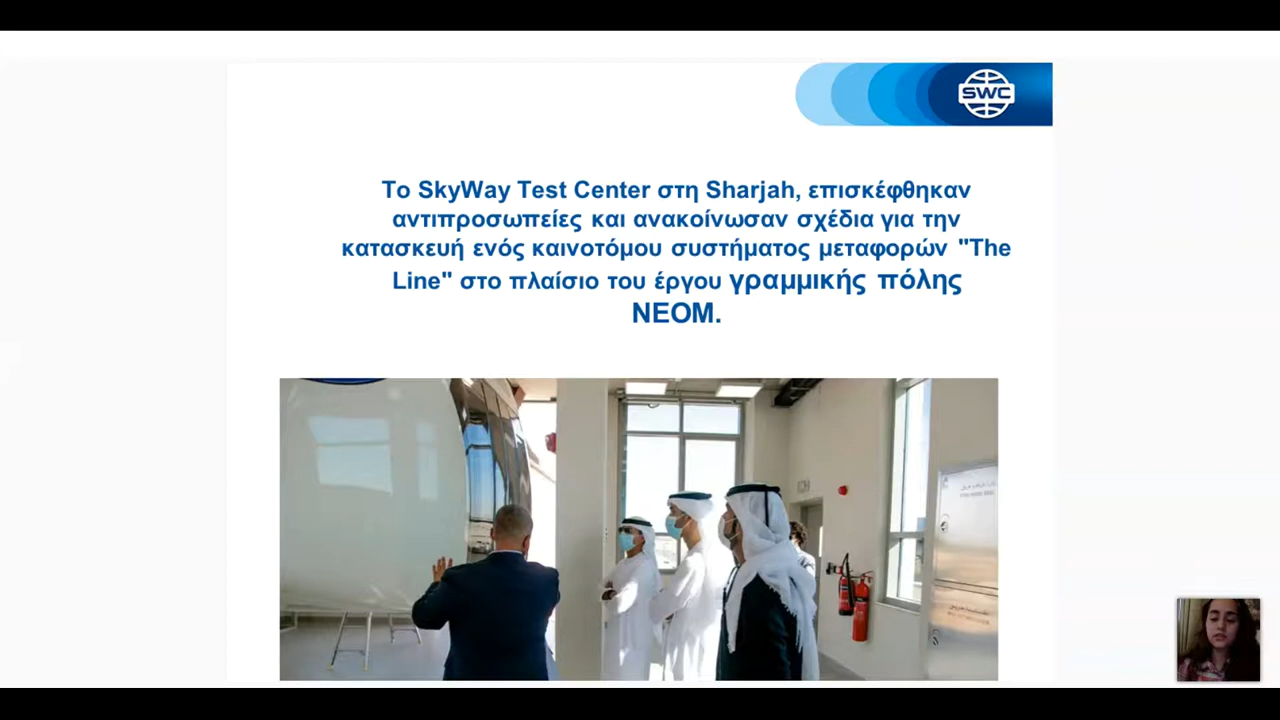 SWC
Το SkyWay Test Center στη Sharjah, επισκέφθηκαν
αντιπροσωπείες και ανακοίνωσαν σχέδια για την
κατασκευή ενός καινοτόμου συστήματος μεταφορών "The
Line" στο πλαίσιο του έργου γραμμικής πόλης
NEOM.